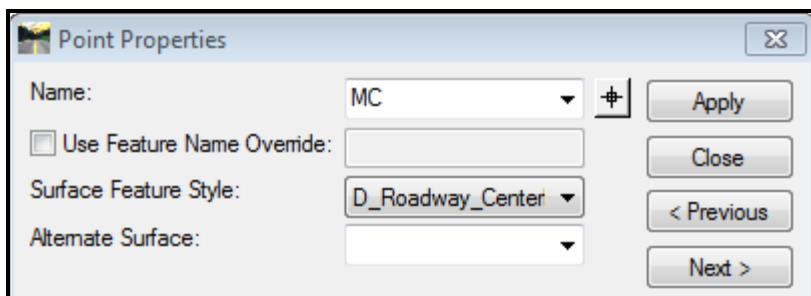 Point Properties
Name: MC Apply
Use Feature Name Override: Close
Surface Feature Style: D_Roadway_Center < Previous
Alternate Surface: Next >